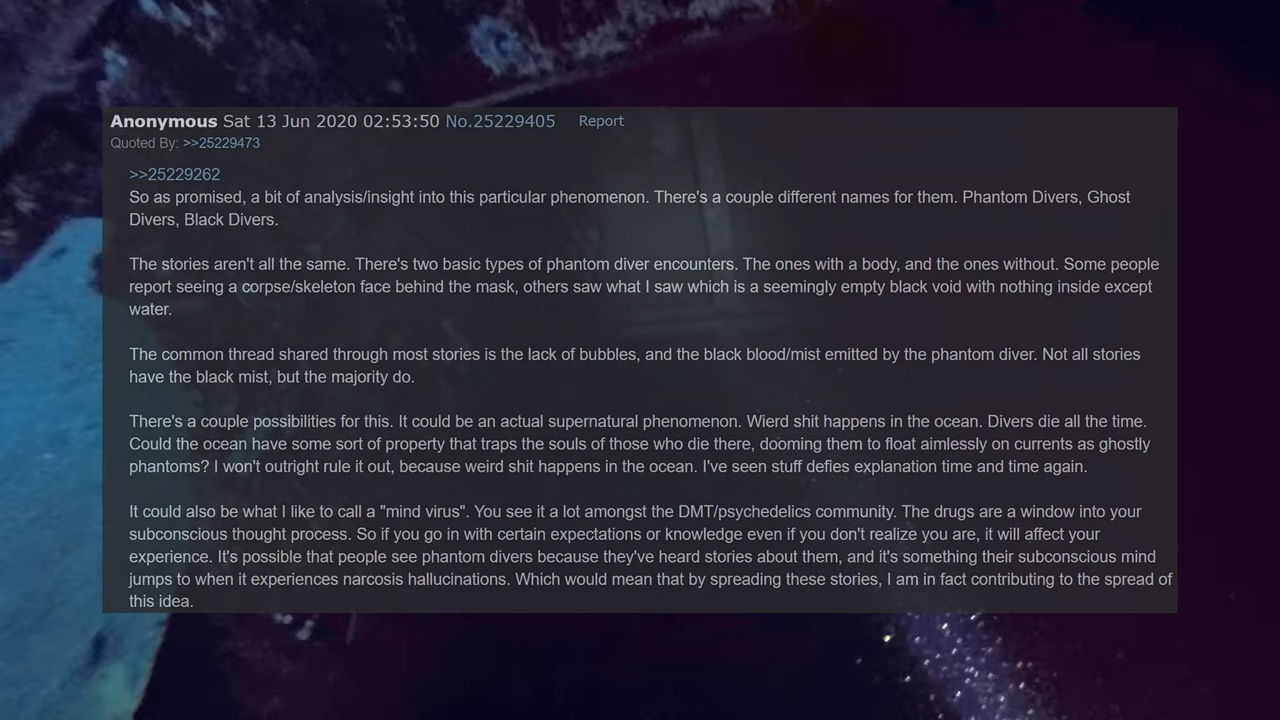 Anonymous Sat 13 Jun 2020 02:53:50 No.25229405 Report
Quoted By: >>25229473
>>25229262
So as promised, a bit of analysis/insight into this particular phenomenon. There's a couple different names for them. Phantom Divers, Ghost
Divers, Black Divers.
The stories aren't all the same. There's two basic types of phantom diver encounters. The ones with a body, and the ones without. Some people
report seeing a corpse/skeleton face behind the mask, others saw what I saw which is a seemingly empty black void with nothing inside except
water.
The common thread shared through most stories is the lack of bubbles, and the black blood/mist emitted by the phantom diver. Not all stories
have the black mist, but the majority do.
There's a couple possibilities for this. It could be an actual supernatural phenomenon. Wierd shit happens in the ocean. Divers die all the time.
Could the ocean have some sort of property that traps the souls of those who die there, dooming them to float aimlessly on currents as ghostly
phantoms? I won't outright rule it out, because weird shit happens in the ocean. I've seen stuff defies explanation time and time again.
It could also be what I like to call a "mind virus". You see it a lot amongst the DMT/psychedelics community. The drugs are a window into your
subconscious thought process. So if you go in with certain expectations or knowledge even if you don't realize you are, it will affect your
experience. It's possible that people see phantom divers because they've heard stories about them, and it's something their subconscious mind
jumps to when it experiences narcosis hallucinations. Which would mean that by spreading these stories, I am in fact contributing to the spread of
this idea.